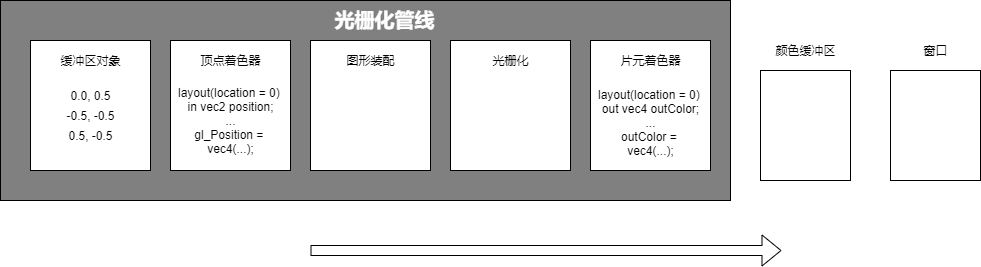 光栅化管线
缓冲区对象
0.0, 0.5
-0.5, -0.5
0.5, -0.5
顶点着色器
layout(location = 0)
in vec2 position;
...
gl_Position =
vec4(...);
图形装配
光栅化
片元着色器
layout(location = 0)
out vec4 outColor;
...
outColor =
vec4(...);
颜色缓冲区
窗口